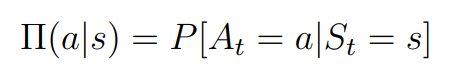 Π(a|s) = P[A_t = a|S_t = s]